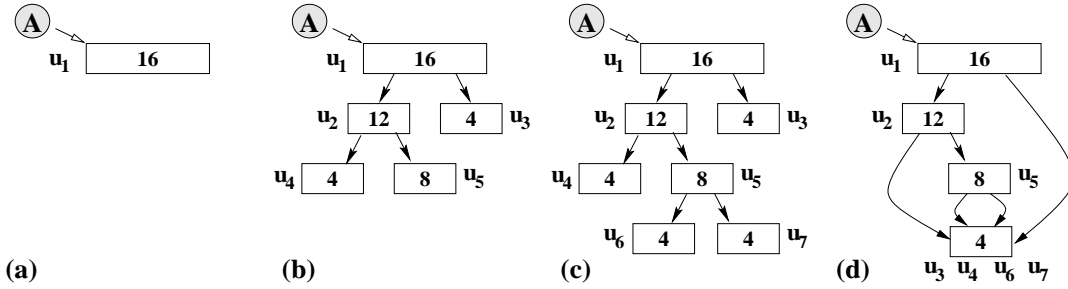 A
u1 16
(a)
A
u1 16
u2 12 4 u3
u4 4 8 u5
(b)
A
u1 16
u2 12 4 u3
u4 4 8 u5
u6 4 4 u7
(c)
A
u1 16
u2 12
8 u5
4
u3 u4 u6 u7
(d)